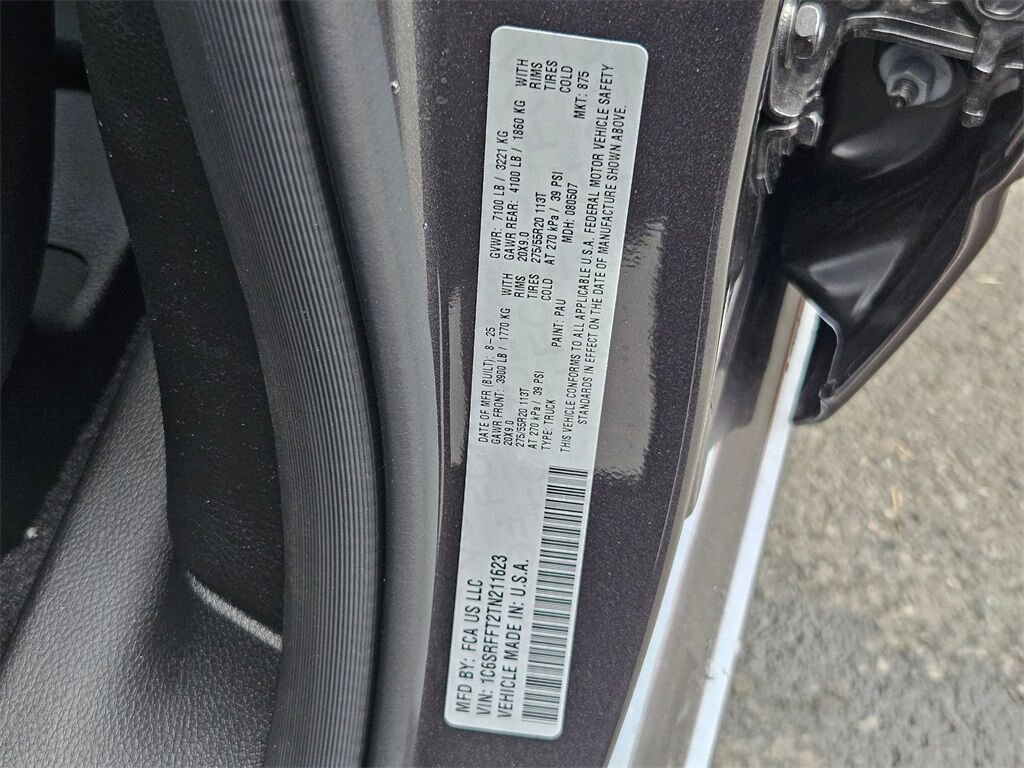 MFD BY: FCA US LLC
VIN: 1C6SRFFT2TN211623
VEHICLE MADE IN: U.S.A.
DATE OF MFR (BUILT): 8-25 GVWR: 7100 LB / 3221 KG
GAWR FRONT: 3900 LB / 1770 KG WITH GAWR REAR: 4100 LB / 1860 KG WITH
20X9.0 RIMS 20X9.0 RIMS
275/55R20 113T TIRES 275/55R20 113T TIRES
AT 270 kPa / 39 PSI COLD AT 270 kPa / 39 PSI COLD
TYPE: TRUCK PAINT: PAU MDH: 080507 MKT: 875
THIS VEHICLE CONFORMS TO ALL APPLICABLE U.S.A. FEDERAL MOTOR VEHICLE SAFETY
STANDARDS IN EFFECT ON THE DATE OF MANUFACTURE SHOWN ABOVE.